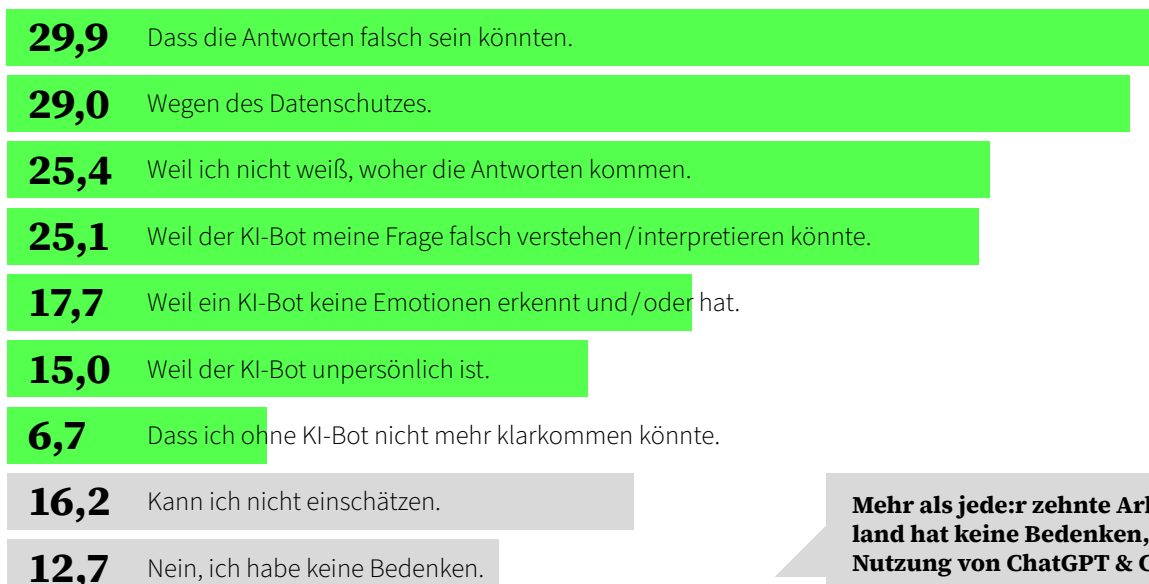 29,9 Dass die Antworten falsch sein könnten.
29,0 Wegen des Datenschutzes.
25,4 Weil ich nicht weiß, woher die Antworten kommen.
25,1 Weil der KI-Bot meine Frage falsch verstehen/interpretieren könnte.
17,7 Weil ein KI-Bot keine Emotionen erkennt und/oder hat.
15,0 Weil der KI-Bot unpersönlich ist.
6,7 Dass ich ohne KI-Bot nicht mehr klarkommen könnte.
16,2 Kann ich nicht einschätzen.
12,7 Nein, ich habe keine Bedenken.
Mehr als jede:r zehnte
land hat keine Bedenken,
Nutzung von ChatGPT &